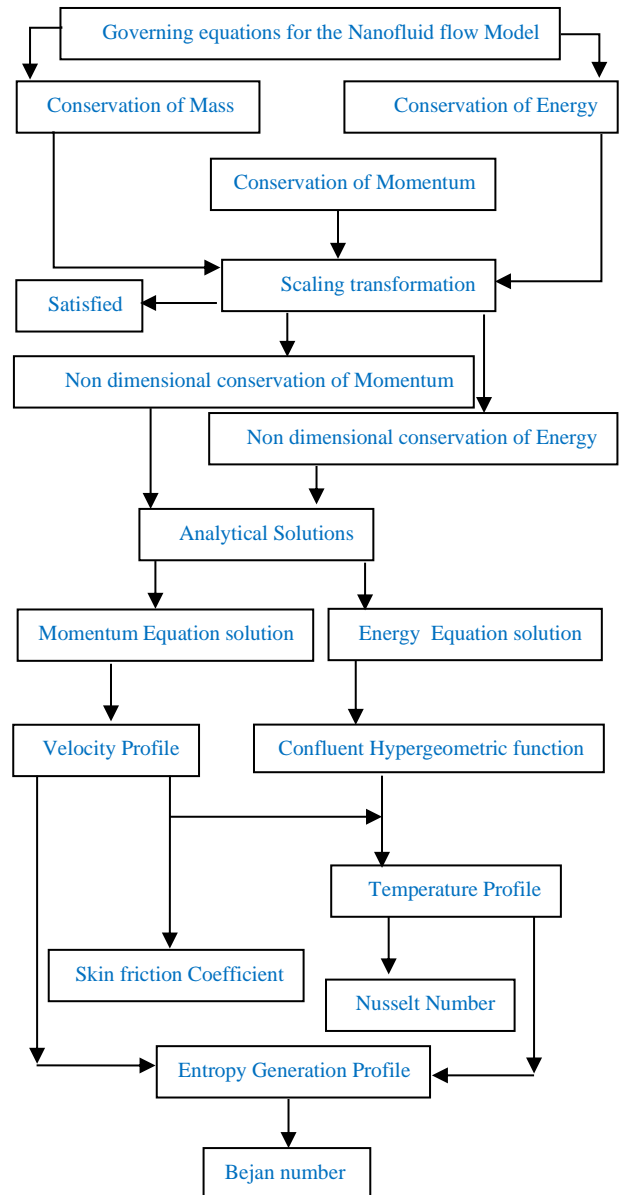 Governing equations for the Nanofluid flow Model
Conservation of Mass
Conservation of Energy
Conservation of Momentum
Scaling transformation
Satisfied
Non dimensional conservation of Momentum
Non dimensional conservation of Energy
Analytical Solutions
Momentum Equation solution
Energy Equation solution
Velocity Profile
Confluent Hypergeometric function
Temperature Profile
Skin friction Coefficient
Nusselt Number
Entropy Generation Profile
Bejan number